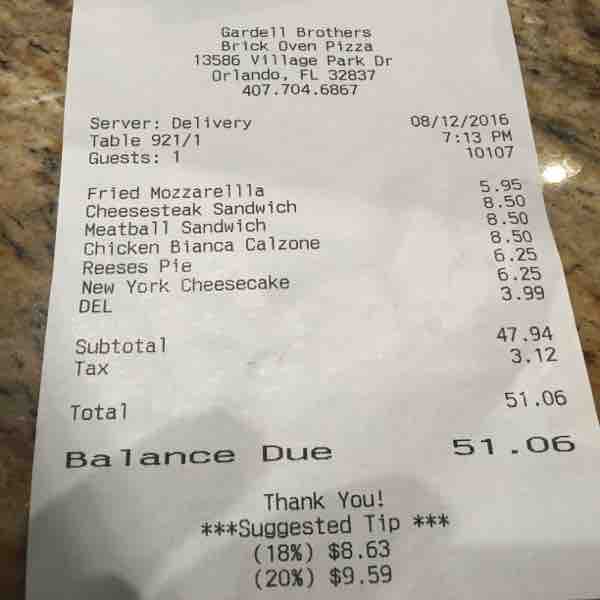 Gardell Brothers
Brick Oven Pizza
13586 Village Park Dr
Orlando, FL 32837
407.704.6867
Server: Delivery 08/12/2016
Table 921/1 7:13 PM
Guests: 1 10107
Fried Mozzarellla 5.95
Cheesesteak Sandwich 8.50
Meatball Sandwich 8.50
Chicken Bianca Calzone 8.50
Reeses Pie 6.25
New York Cheesecake 6.25
DEL 3.99
Subtotal 47.94
Tax 3.12
Total 51.06
Balance Due 51.06
Thank You!
***Suggested Tip ***
(18%) $8.63
(20%) $9.59